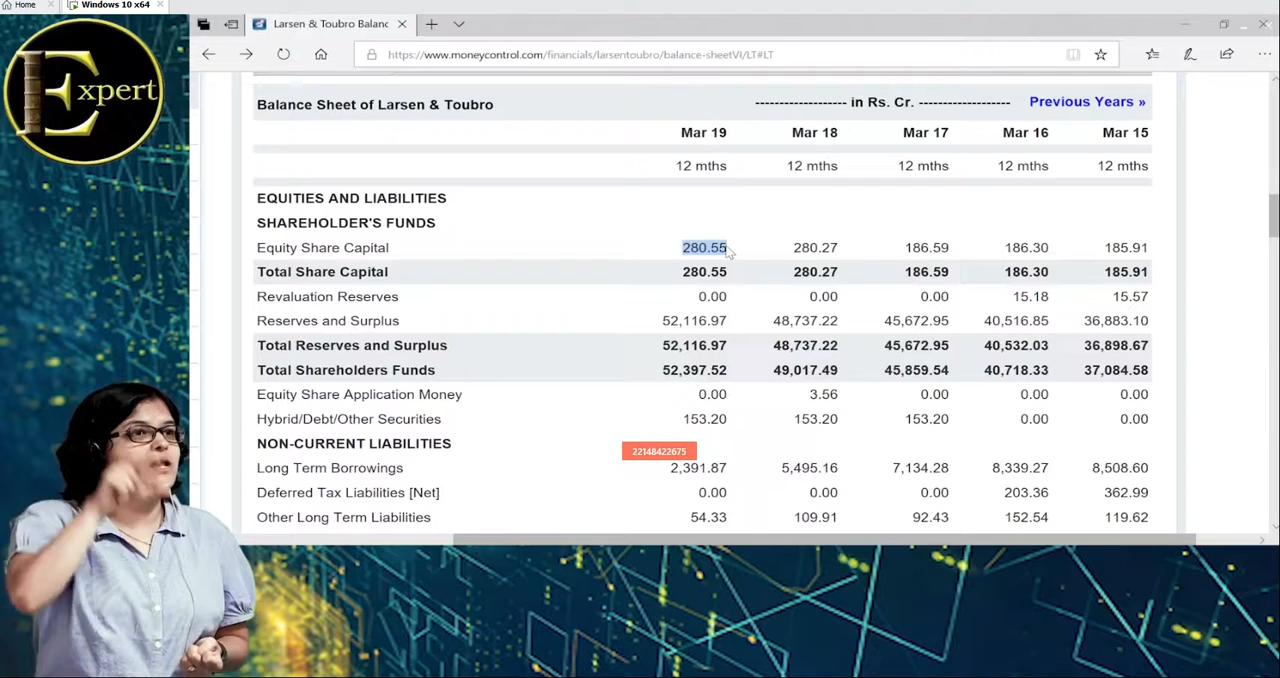 Home
Windows 10 x64
Expert
Larsen & Toubro Balanc
https://www.moneycontrol.com/financials/larsentoubro/balance-sheetVI/LT#LT
Balance Sheet of Larsen & Toubro ------------------- in Rs. Cr. ------------------- Previous Years »
Mar 19 Mar 18 Mar 17 Mar 16 Mar 15
12 mths 12 mths 12 mths 12 mths 12 mths
EQUITIES AND LIABILITIES
SHAREHOLDER'S FUNDS
Equity Share Capital 280.55 280.27 186.59 186.30 185.91
Total Share Capital 280.55 280.27 186.59 186.30 185.91
Revaluation Reserves 0.00 0.00 0.00 15.18 15.57
Reserves and Surplus 52,116.97 48,737.22 45,672.95 40,516.85 36,883.10
Total Reserves and Surplus 52,116.97 48,737.22 45,672.95 40,532.03 36,898.67
Total Shareholders Funds 52,397.52 49,017.49 45,859.54 40,718.33 37,084.58
Equity Share Application Money 0.00 3.56 0.00 0.00 0.00
Hybrid/Debt/Other Securities 153.20 153.20 153.20 0.00 0.00
NON-CURRENT LIABILITIES
22148422675
Long Term Borrowings 2,391.87 5,495.16 7,134.28 8,339.27 8,508.60
Deferred Tax Liabilities [Net] 0.00 0.00 0.00 203.36 362.99
Other Long Term Liabilities 54.33 109.91 92.43 152.54 119.62